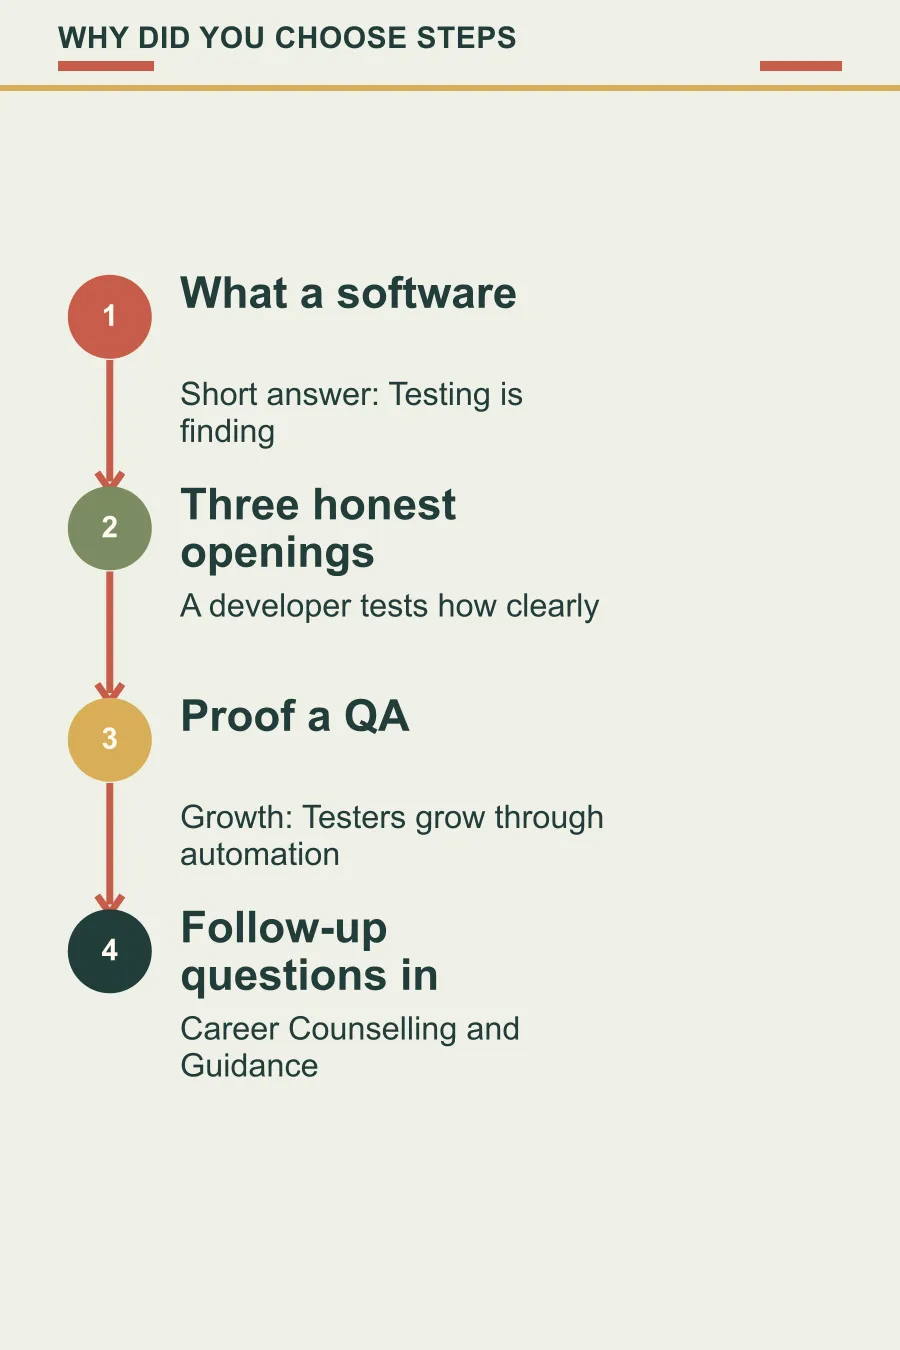 WHY DID YOU CHOOSE STEPS
1
What a software
Short answer: Testing is
finding
2
Three honest
openings
A developer tests how clearly
3
Proof a QA
Growth: Testers grow through
automation
4
Follow-up
questions in
Career Counselling and
Guidance